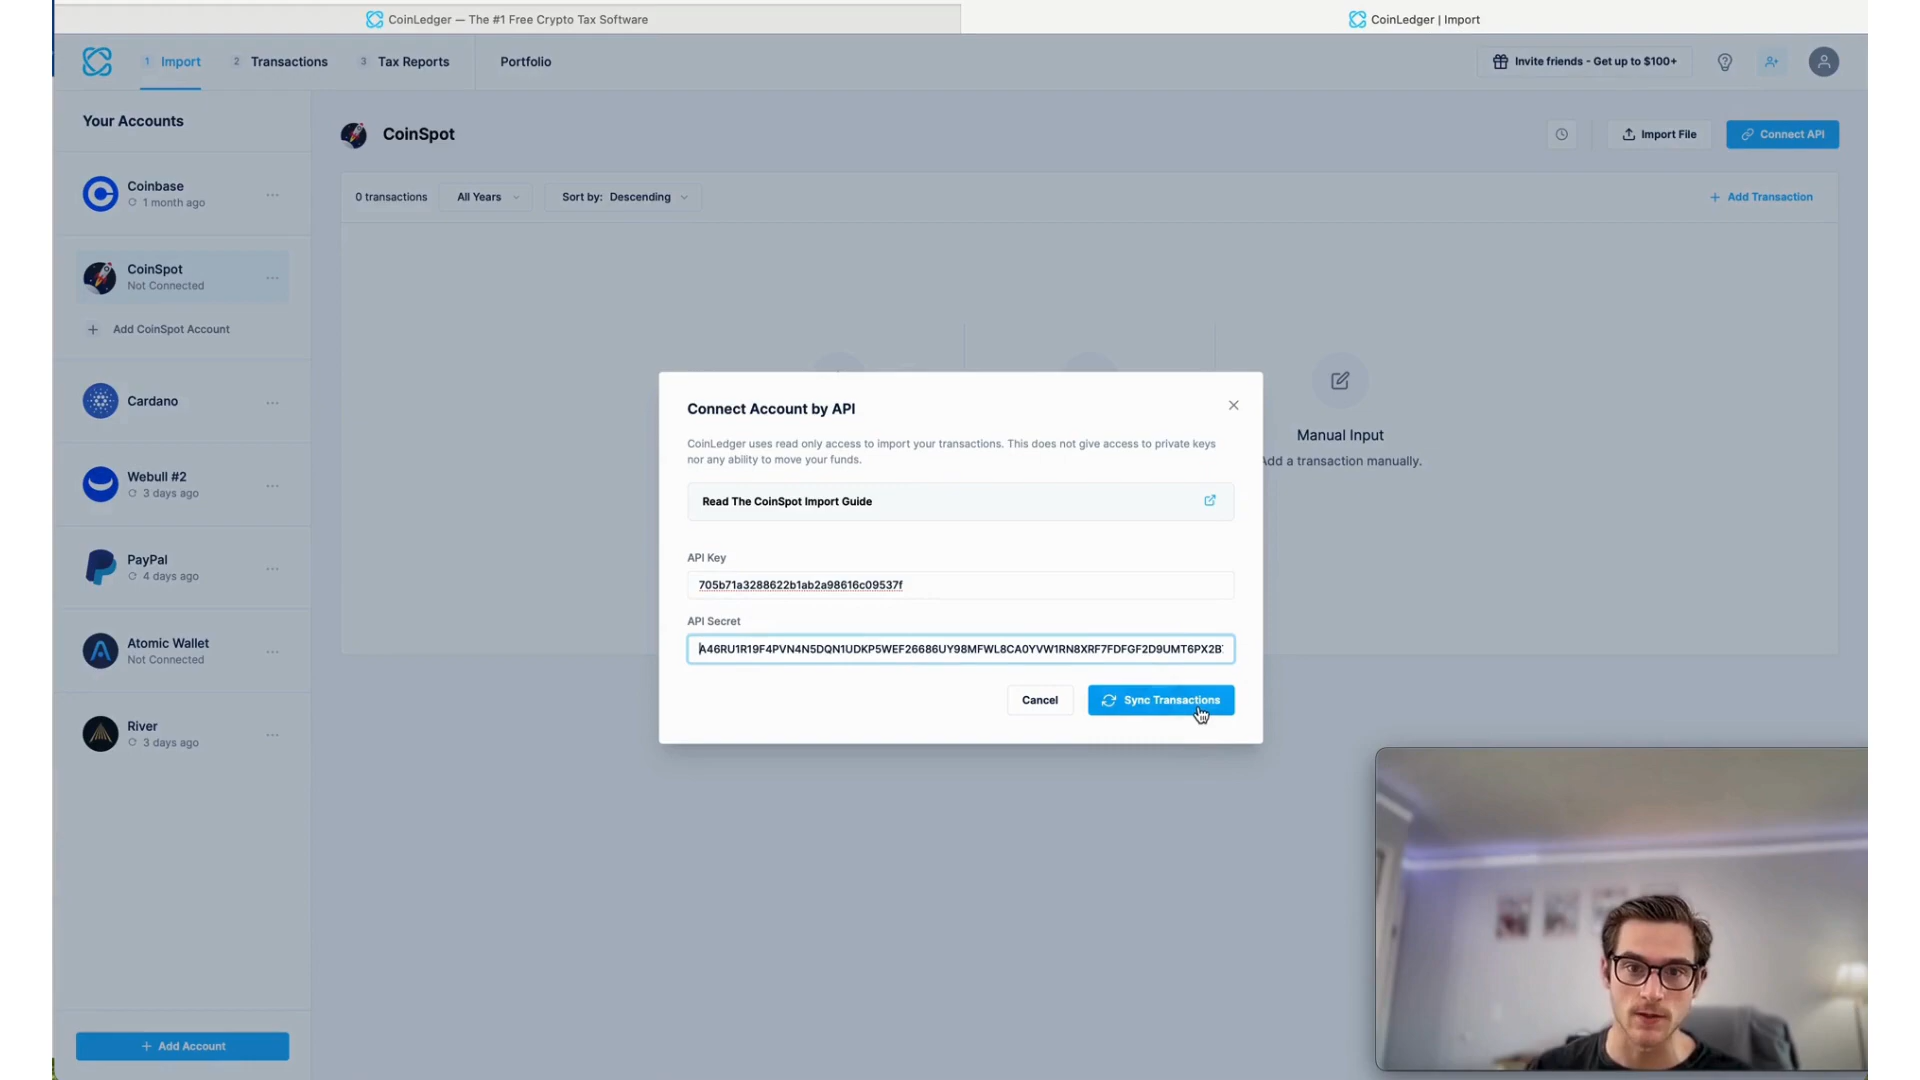 CoinLedger — The #1 Free Crypto Tax Software
CoinLedger | Import
1 Import
2 Transactions
3 Tax Reports
Portfolio
Invite friends - Get up to $100+
Your Accounts
CoinSpot
Import File
Connect API
Coinbase
1 month ago
0 transactions
All Years
Sort by: Descending
+ Add Transaction
CoinSpot
Not Connected
+ Add CoinSpot Account
Cardano
Webull #2
3 days ago
PayPal
4 days ago
Atomic Wallet
Not Connected
River
3 days ago
+ Add Account
Connect Account by API
CoinLedger uses read only access to import your transactions. This does not give access to private keys
nor any ability to move your funds.
Read The CoinSpot Import Guide
API Key
705b71a3288622b1ab2a98616c09537f
API Secret
A46RU1R19F4PVN4N5DQN1UDKP5WEF26686UY98MFWL8CA0YVW1RN8XRF7FDFGF2D9UMT6PX2B
Cancel
Sync Transactions
Manual Input
Add a transaction manually.